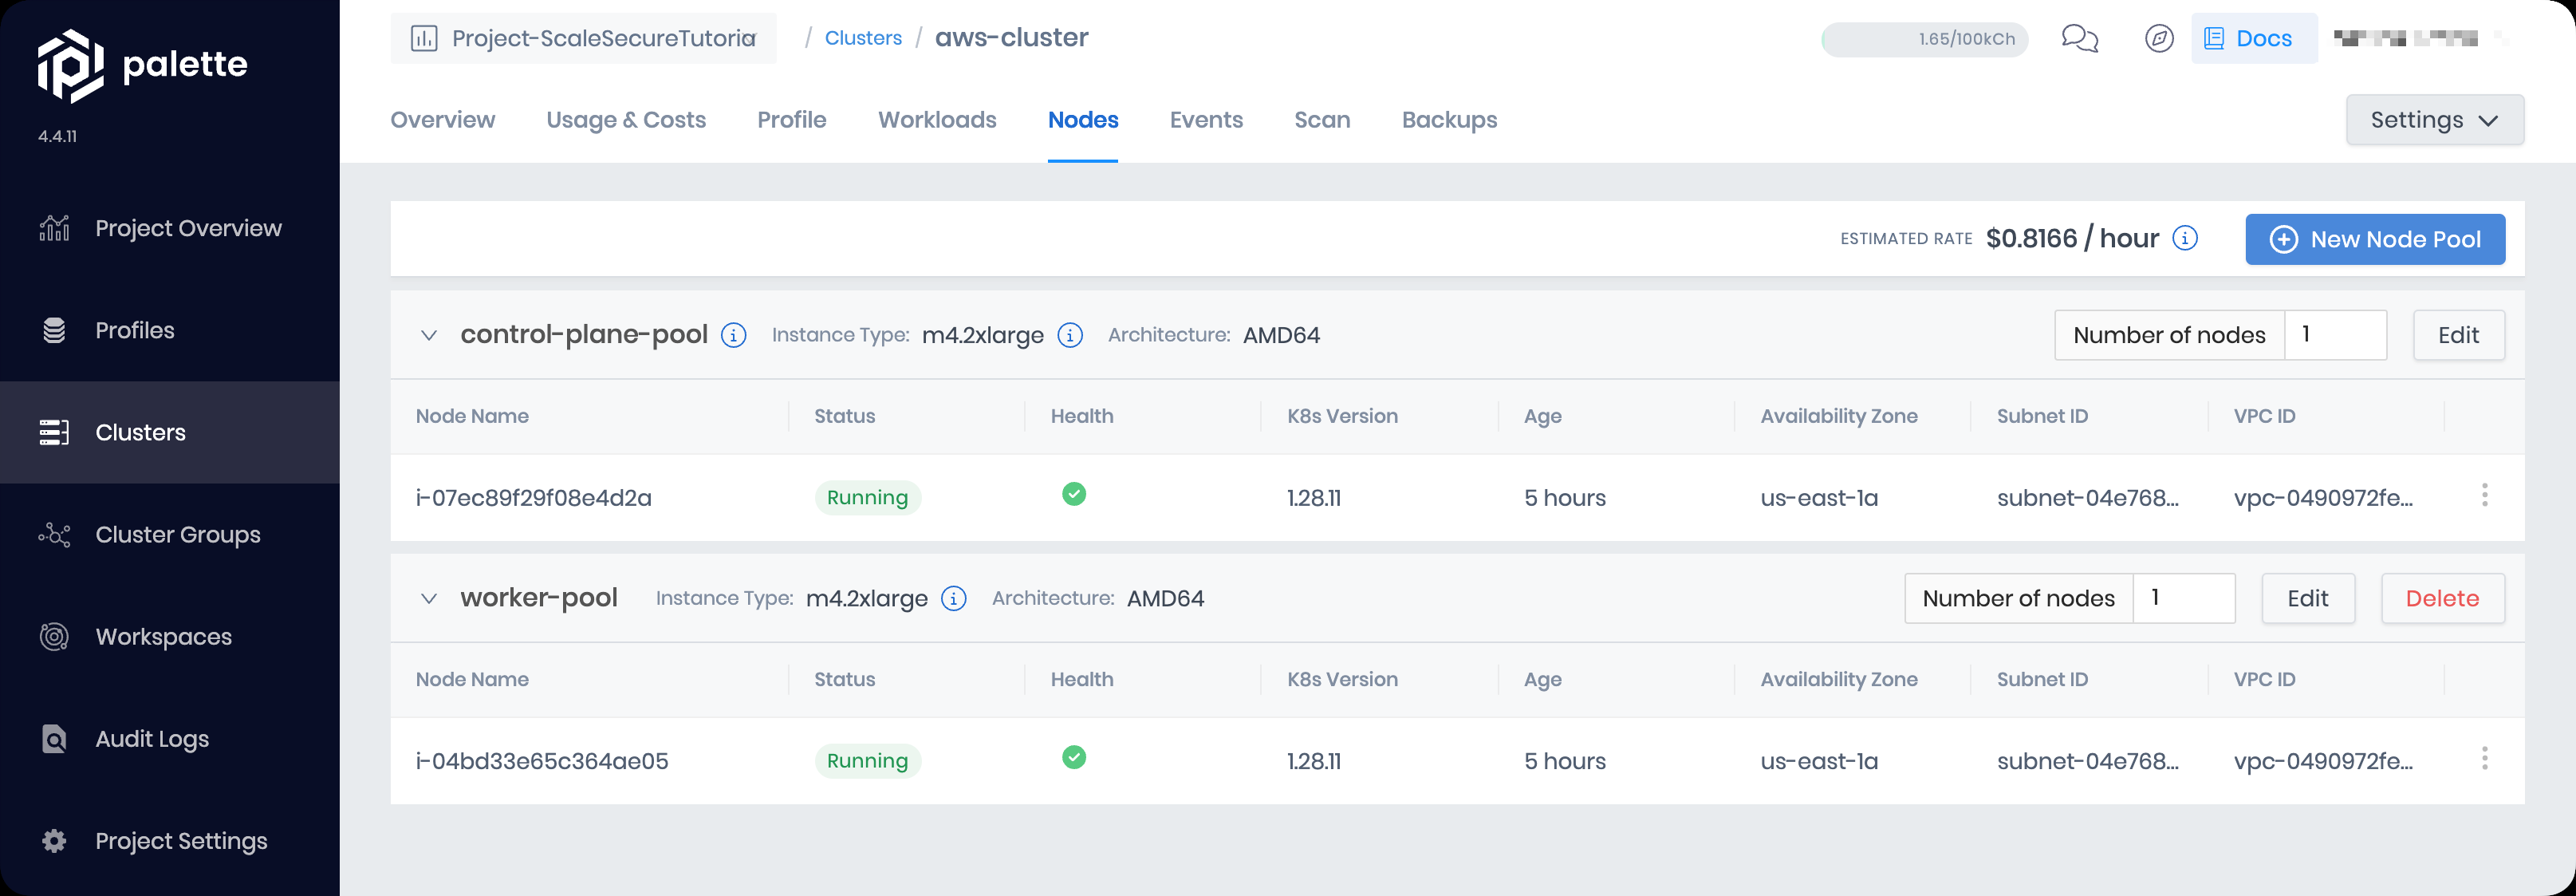 palette
4.4.11
Project Overview
Profiles
Clusters
Cluster Groups
Workspaces
Audit Logs
Project Settings
Project-ScaleSecureTutoria / Clusters / aws-cluster
1.65/100kCh
Docs
Overview Usage & Costs Profile Workloads Nodes Events Scan Backups
Settings
ESTIMATED RATE $0.8166 / hour
New Node Pool
control-plane-pool Instance Type: m4.2xlarge Architecture: AMD64
Number of nodes 1 Edit
Node Name Status Health K8s Version Age Availability Zone Subnet ID VPC ID
i-07ec89f29f08e4d2a Running 1.28.11 5 hours us-east-1a subnet-04e768... vpc-0490972fe...
worker-pool Instance Type: m4.2xlarge Architecture: AMD64
Number of nodes 1 Edit Delete
Node Name Status Health K8s Version Age Availability Zone Subnet ID VPC ID
i-04bd33e65c364ae05 Running 1.28.11 5 hours us-east-1a subnet-04e768... vpc-0490972fe...